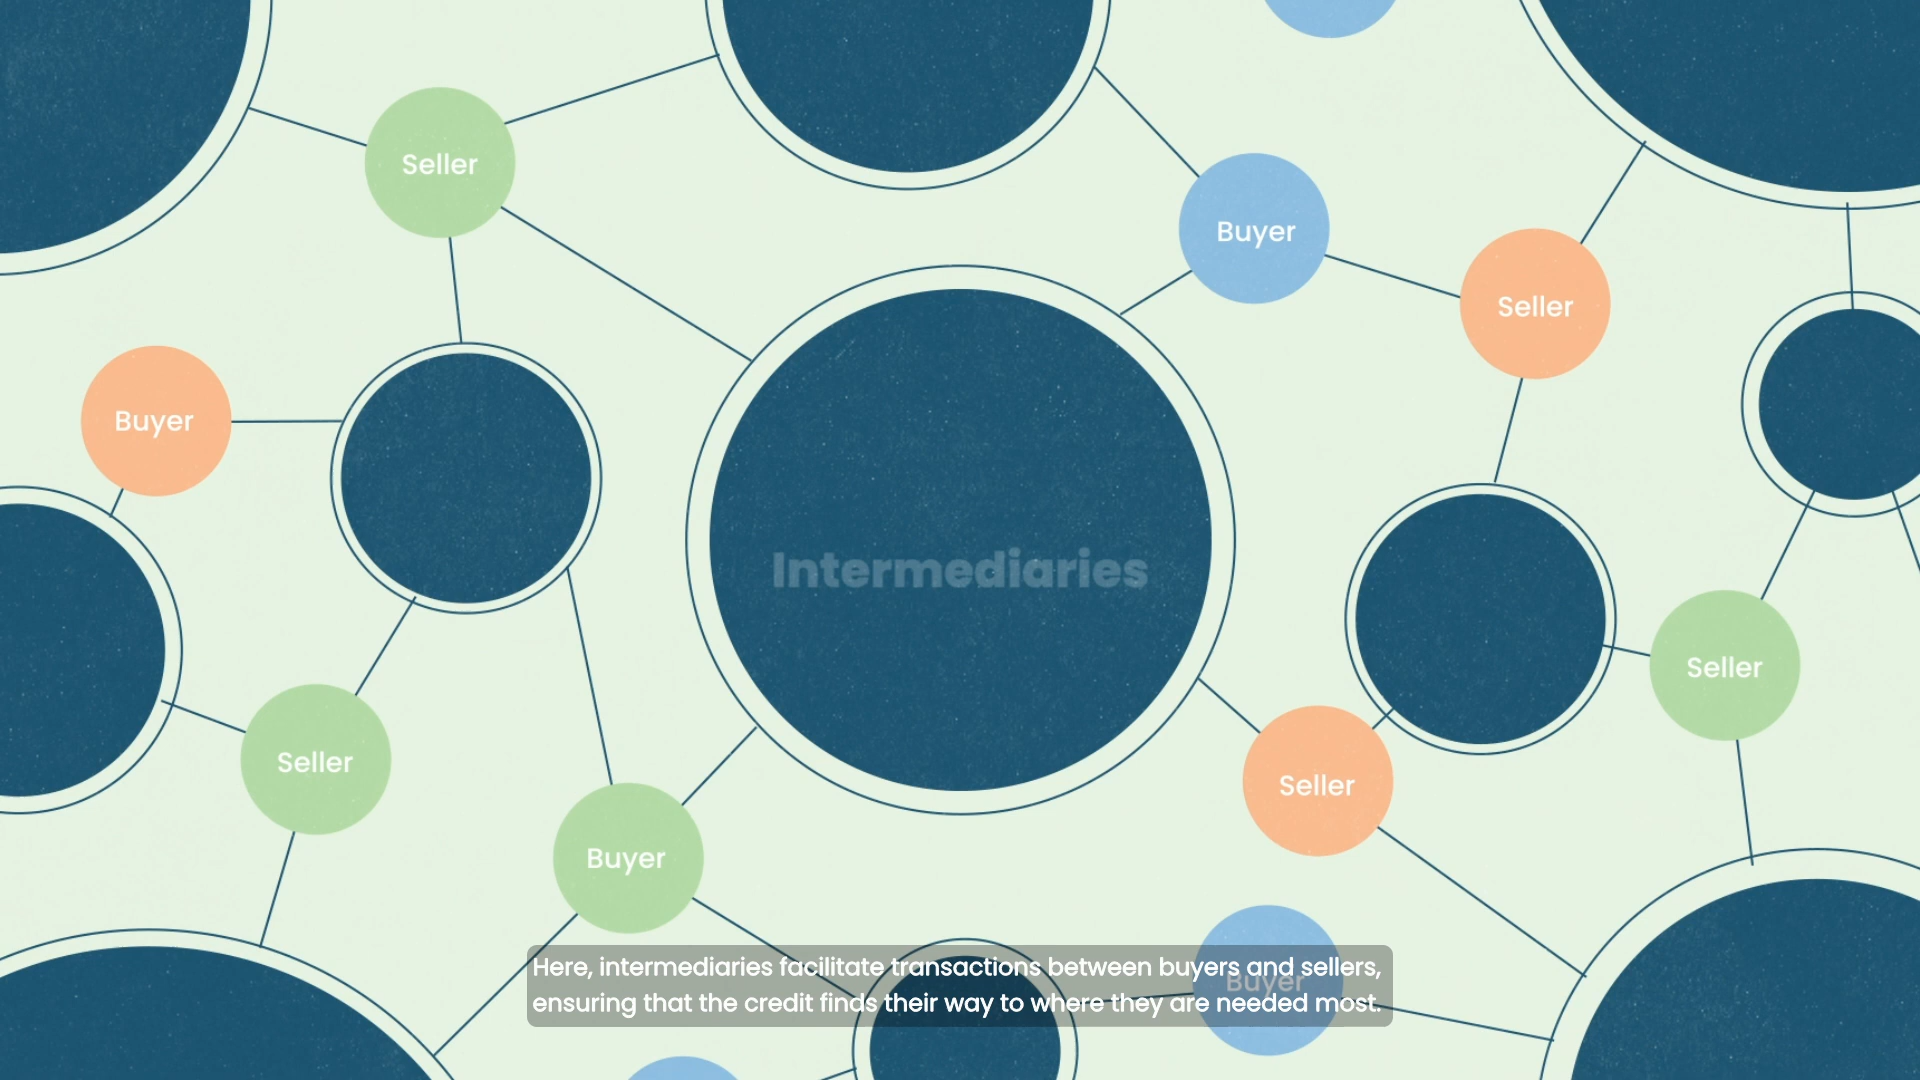 Seller
Buyer
Seller
Buyer
Intermediaries
Seller
Seller
Seller
Buyer
Here, intermediaries facilitate transactions between buyers and sellers,
Buyer
ensuring that the credit finds their way to where they are needed most.